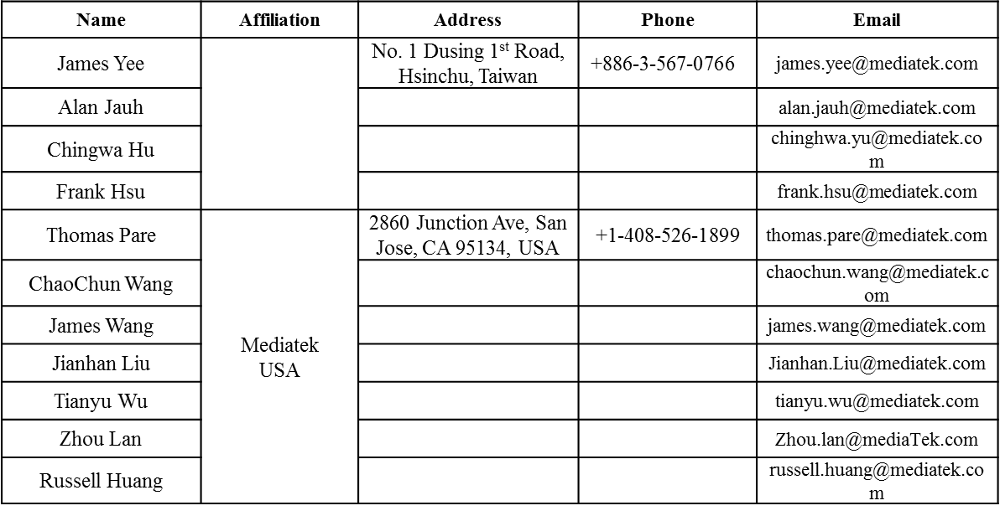 Name Affiliation Address Phone Email
James Yee
No. 1 Dusing 1st Road,
Hsinchu, Taiwan
+886-3-567-0766
james.yee@mediatek.com
Alan Jauh
alan.jauh@mediatek.com
Chingwa Hu
chinghwa.yu@mediatek.co
m
Frank Hsu
frank.hsu@mediatek.com
Thomas Pare
Mediatek
USA
2860 Junction Ave, San
Jose, CA 95134, USA
+1-408-526-1899
thomas.pare@mediatek.com
ChaoChun Wang
chaochun.wang@mediatek.c
om
James Wang
james.wang@mediatek.com
Jianhan Liu
Jianhan.Liu@mediatek.com
Tianyu Wu
tianyu.wu@mediatek.com
Zhou Lan
Zhou.lan@mediaTek.com
Russell Huang
russell.huang@mediatek.co
m